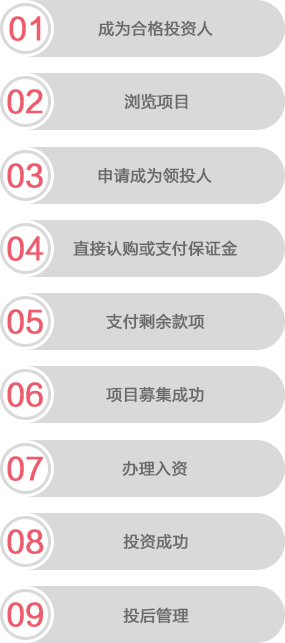 01 成为合格投资人
02 浏览项目
03 申请成为领投人
04 直接认购或支付保证金
05 支付剩余款项
06 项目募集成功
07 办理入资
08 投资成功
09 投后管理